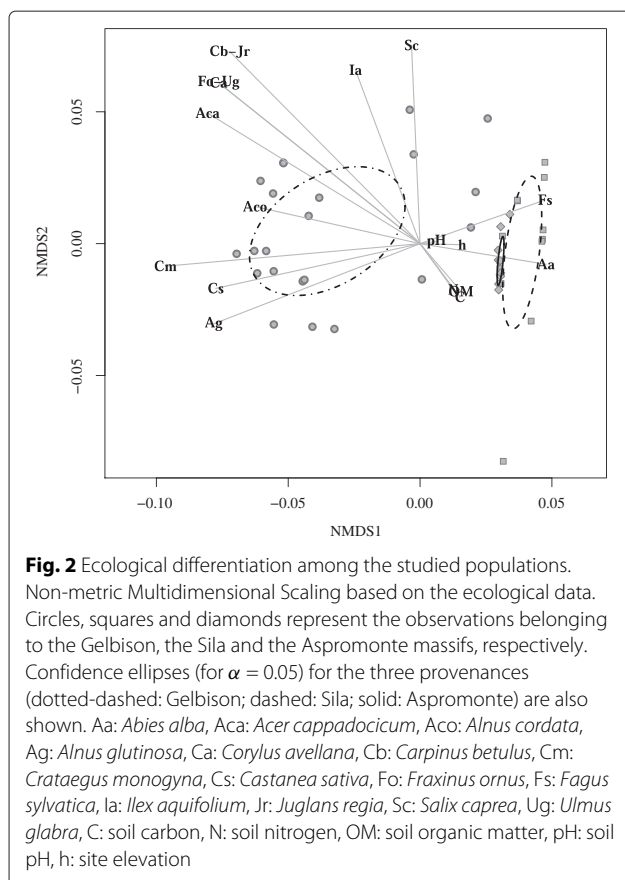 Sc
Cb–Jr
Ia
Fo–Ug
Ca
Aca
Aco
Fs
pH
h
Aa
Cm
Cs
N
OM
C
Ag
0.05
0.00
−0.05
NMDS2
−0.10
−0.05
0.00
0.05
NMDS1
Fig. 2 Ecological differentiation among the studied populations.
Non-metric Multidimensional Scaling based on the ecological data.
Circles, squares and diamonds represent the observations belonging
to the Gelbison, the Sila and the Aspromonte massifs, respectively.
Confidence ellipses (for α = 0.05) for the three provenances
(dotted-dashed: Gelbison; dashed: Sila; solid: Aspromonte) are also
shown. Aa: Abies alba, Aca: Acer cappadocicum, Aco: Alnus cordata,
Ag: Alnus glutinosa, Ca: Corylus avellana, Cb: Carpinus betulus, Cm:
Crataegus monogyna, Cs: Castanea sativa, Fo: Fraxinus ornus, Fs: Fagus
sylvatica, Ia: Ilex aquifolium, Jr: Juglans regia, Sc: Salix caprea, Ug: Ulmus
glabra, C: soil carbon, N: soil nitrogen, OM: soil organic matter, pH: soil
pH, h: site elevation